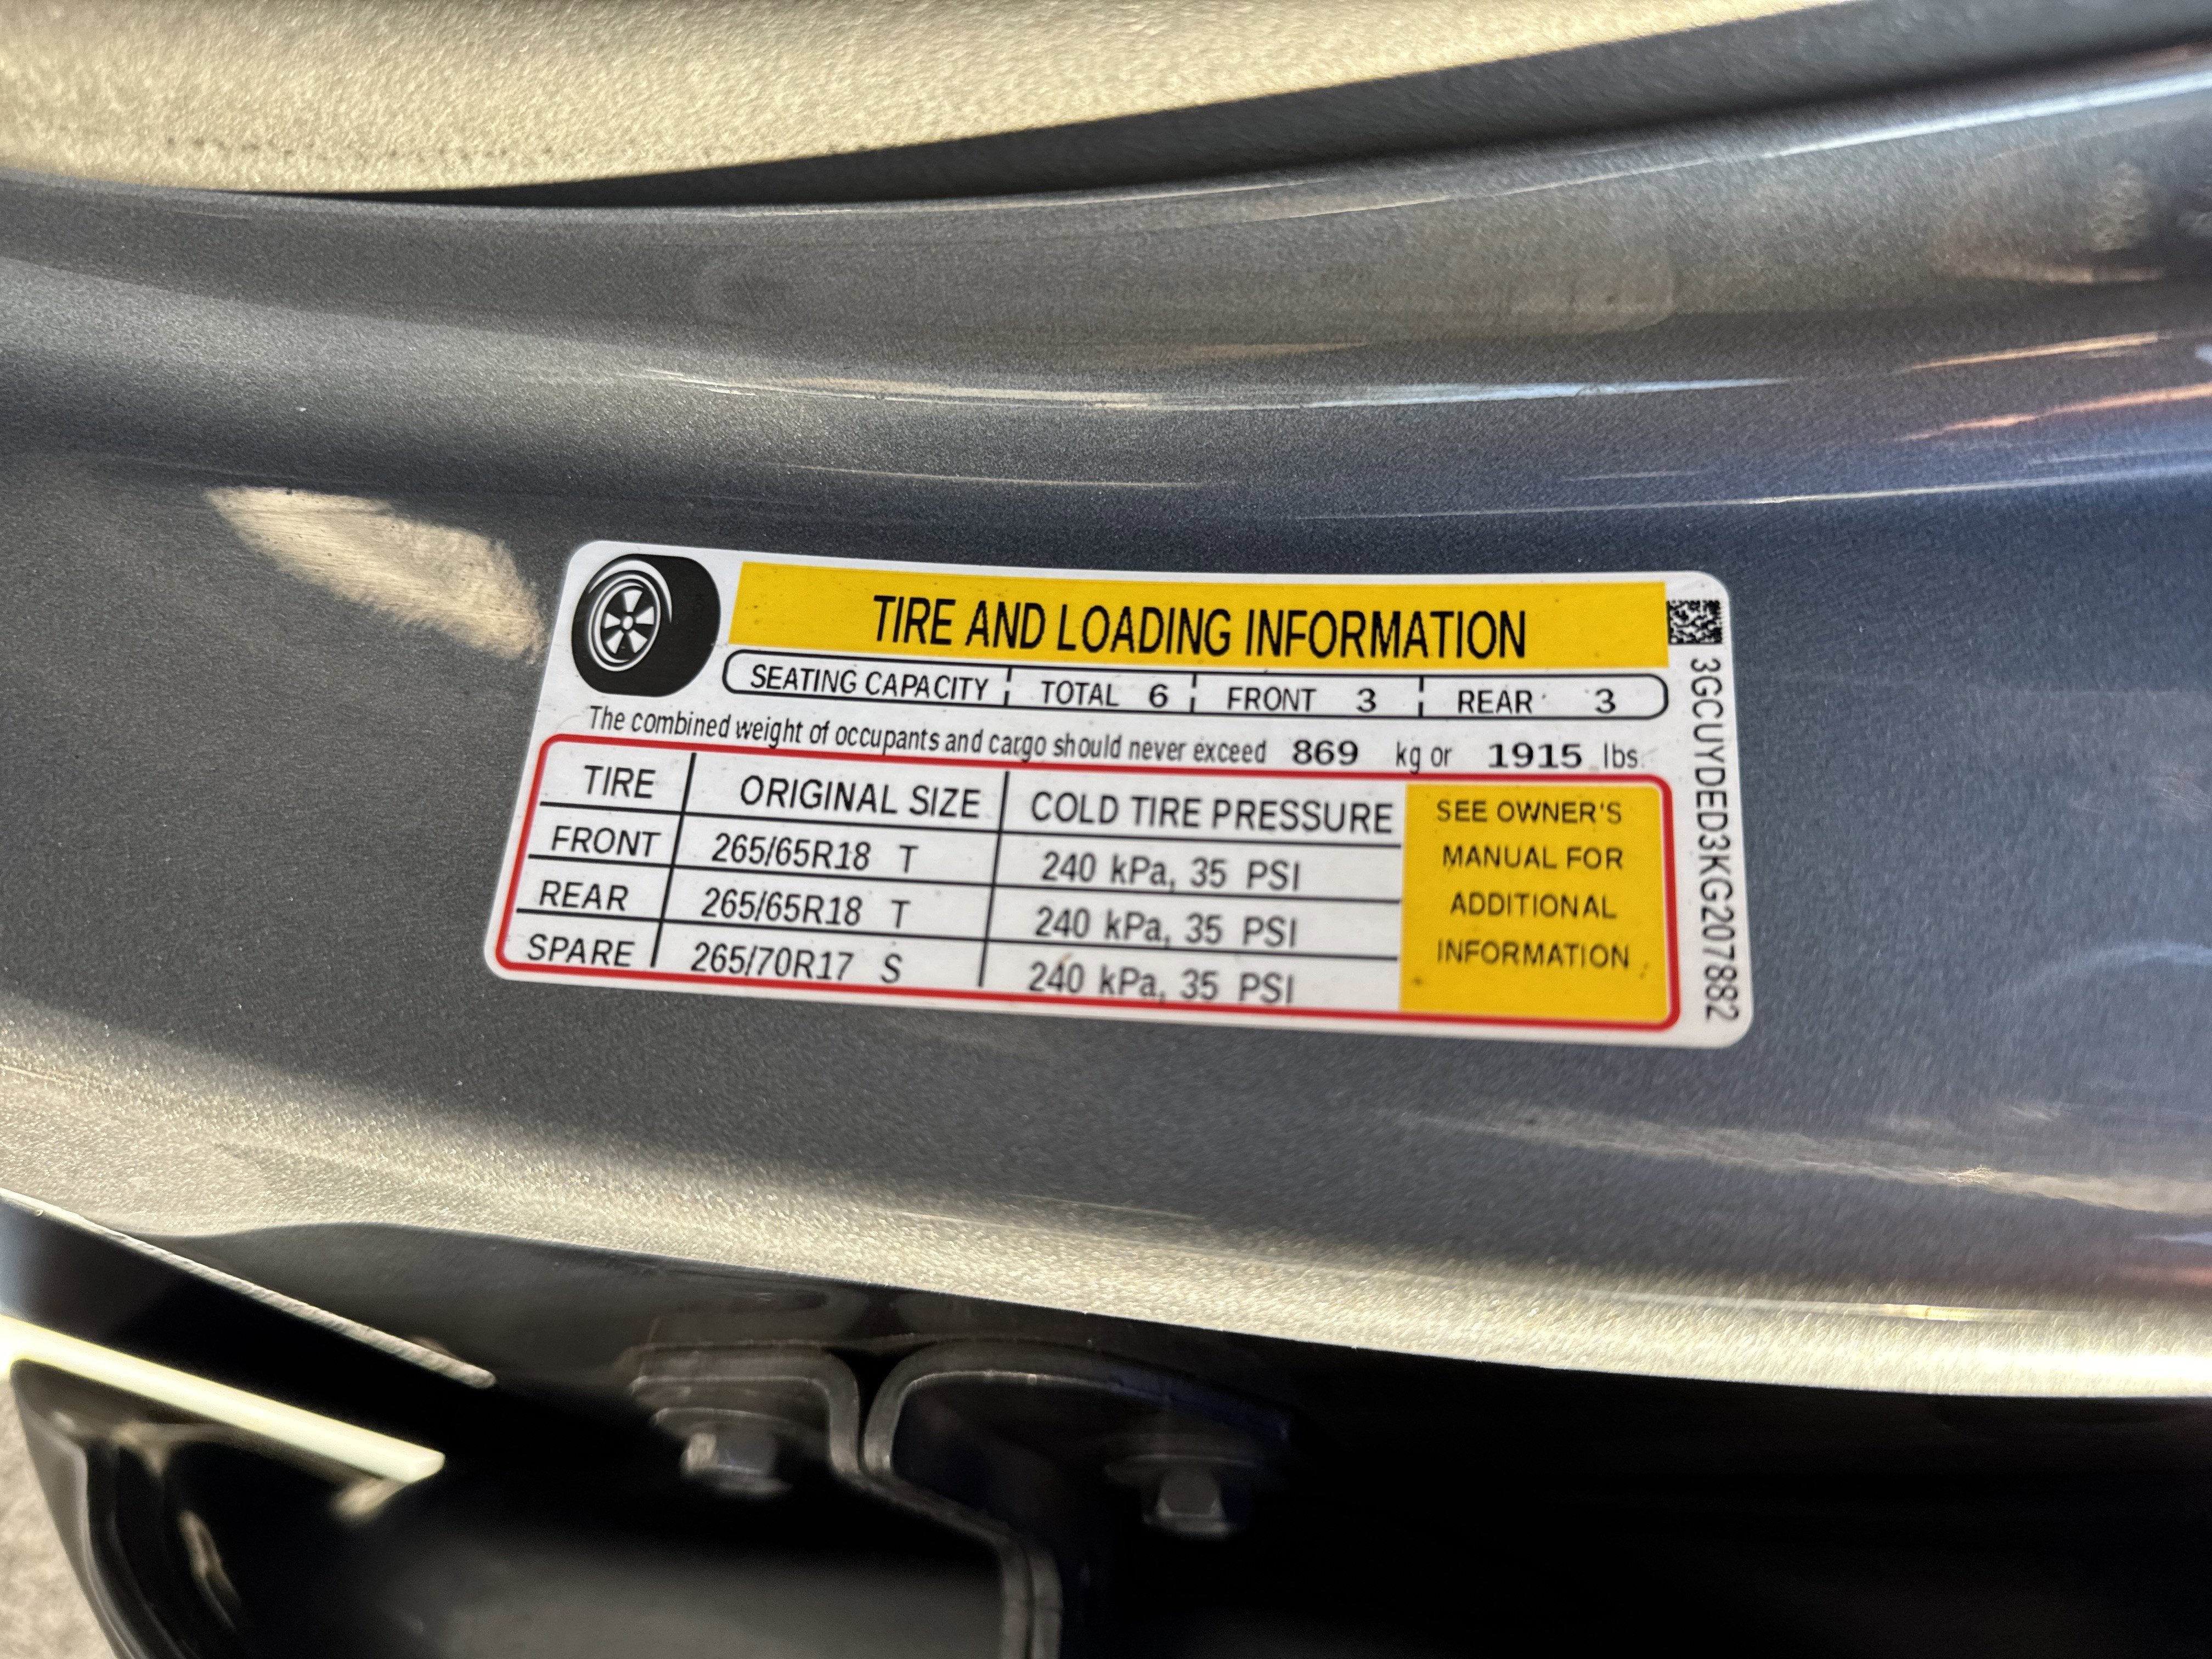 TIRE AND LOADING INFORMATION
SEATING CAPACITY TOTAL 6 FRONT 3 REAR 3
The combined weight of occupants and cargo should never exceed 869 kg or 1915 lbs.
TIRE ORIGINAL SIZE COLD TIRE PRESSURE
FRONT 265/65R18 T 240 kPa, 35 PSI
REAR 265/65R18 T 240 kPa, 35 PSI
SPARE 265/70R17 S 240 kPa, 35 PSI
SEE OWNER'S
MANUAL FOR
ADDITIONAL
INFORMATION
3GCUYDED3KG207882